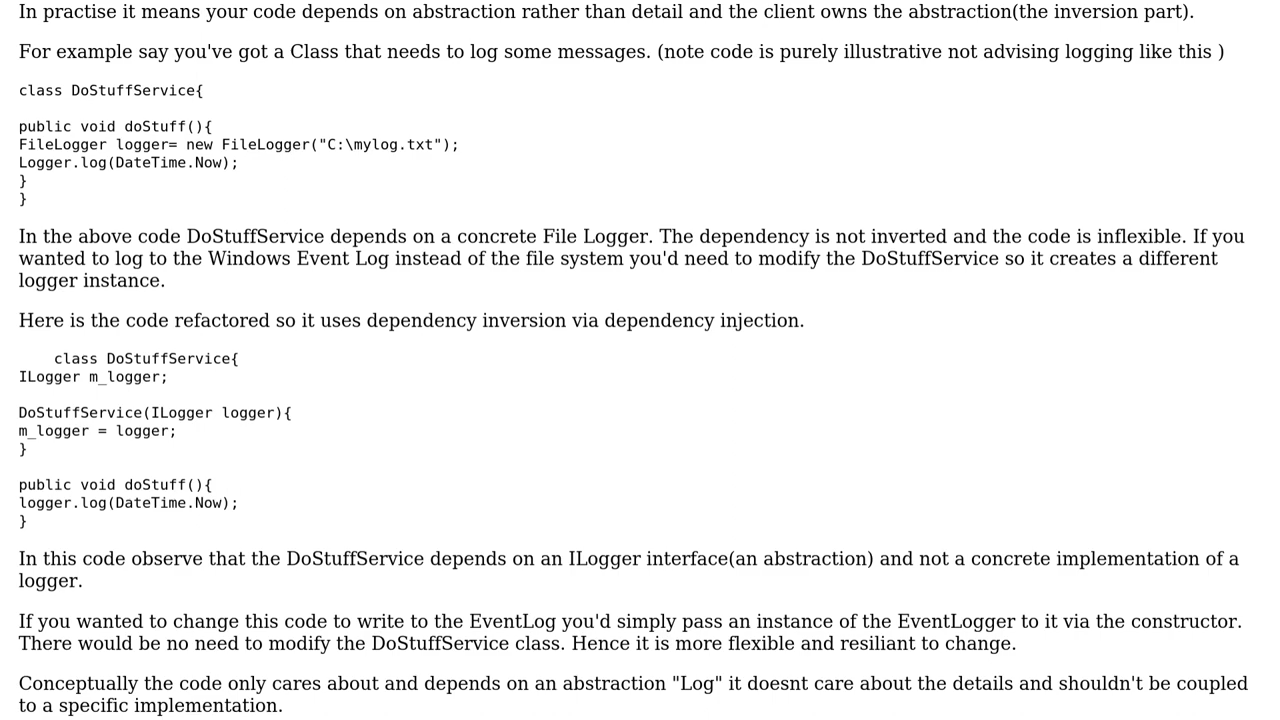 In practise it means your code depends on abstraction rather than detail and the client owns the abstraction(the inversion part).
For example say you've got a Class that needs to log some messages. (note code is purely illustrative not advising logging like this )
class DoStuffService{
public void doStuff(){
FileLogger logger= new FileLogger("C:\mylog.txt");
Logger.log(DateTime.Now);
}
}
In the above code DoStuffService depends on a concrete File Logger. The dependency is not inverted and the code is inflexible. If you
wanted to log to the Windows Event Log instead of the file system you'd need to modify the DoStuffService so it creates a different
logger instance.
Here is the code refactored so it uses dependency inversion via dependency injection.
    class DoStuffService{
ILogger m_logger;
DoStuffService(ILogger logger){
m_logger = logger;
}
public void doStuff(){
logger.log(DateTime.Now);
}
In this code observe that the DoStuffService depends on an ILogger interface(an abstraction) and not a concrete implementation of a
logger.
If you wanted to change this code to write to the EventLog you'd simply pass an instance of the EventLogger to it via the constructor.
There would be no need to modify the DoStuffService class. Hence it is more flexible and resiliant to change.
Conceptually the code only cares about and depends on an abstraction "Log" it doesnt care about the details and shouldn't be coupled
to a specific implementation.